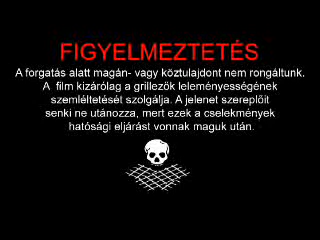 FIGYELMEZTETÉS
A forgatás alatt magán- vagy köztulajdont nem rongáltunk.
A film kizárólag a grillezők leleményességének
szemléltetését szolgálja. A jelenet szereplőit
senki ne utánozza, mert ezek a cselekmények
hatósági eljárást vonnak maguk után.